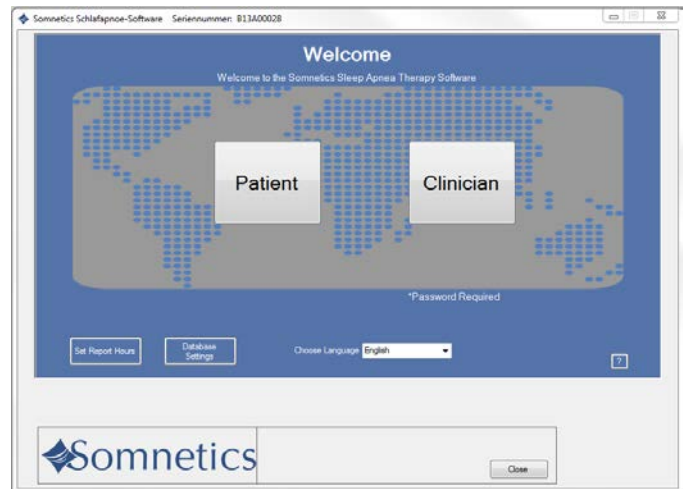 Somnetics Schlafapnoe-Software Seriennummer: B13A00028
Welcome
Welcome to the Somnetics Sleep Apnea Therapy Software
Patient
Clinician
*Password Required
Set Report Hours
Database
Settings
Choose Language English
?
Somnetics
Close